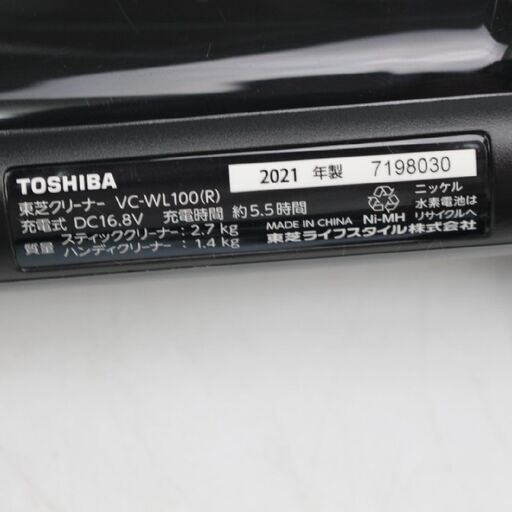 TOSHIBA 2021 年製 7198030
東芝クリーナー VC-WL100(R)
充電式 DC16.8V 充電時間 約5.5時間
質量 スティッククリーナー 2.7 kg
ハンディクリーナー 1.4 kg
ニッケル
水素電池は
リサイクルへ
MADE IN CHINA Ni-MH
東芝ライフスタイル株式会社